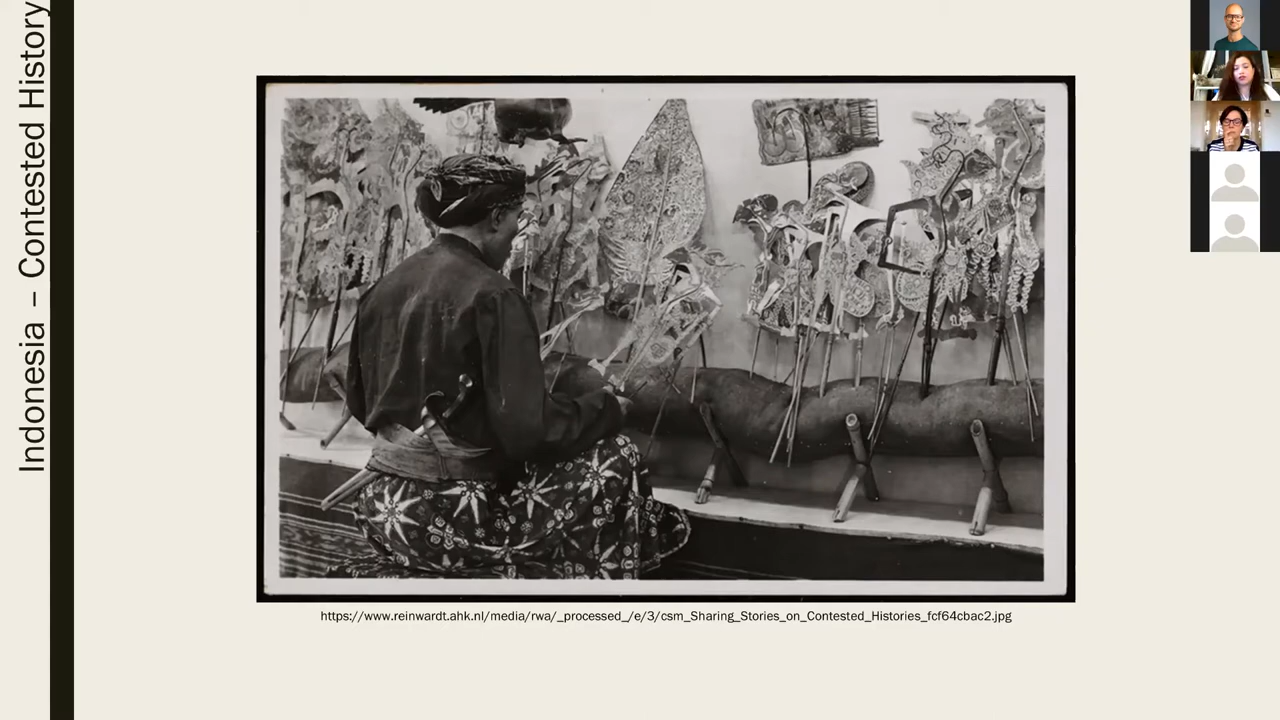 Indonesia – Contested History
https://www.reinwardt.ahk.nl/media/rwa/_processed_/e/3/csm_Sharing_Stories_on_Contested_Histories_fcf64cbac2.jpg